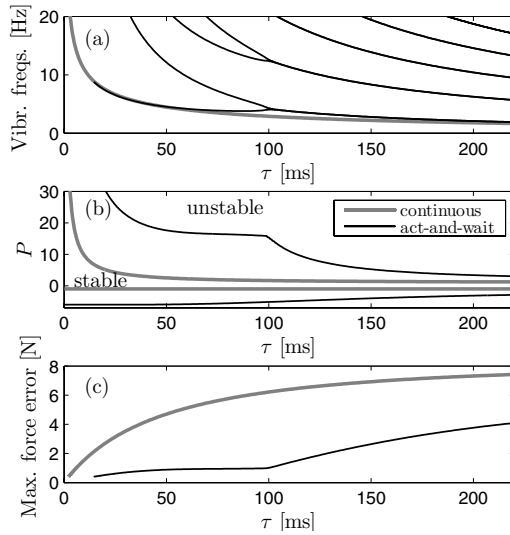 Vibr. freqs. [Hz]
20
10
0
(a)
0 50 100 150 200
τ [ms]
P
30
20
10
0
(b)
unstable
stable
continuous
act-and-wait
0 50 100 150 200
τ [ms]
Max. force error [N]
8
6
4
2
0
(c)
0 50 100 150 200
τ [ms]